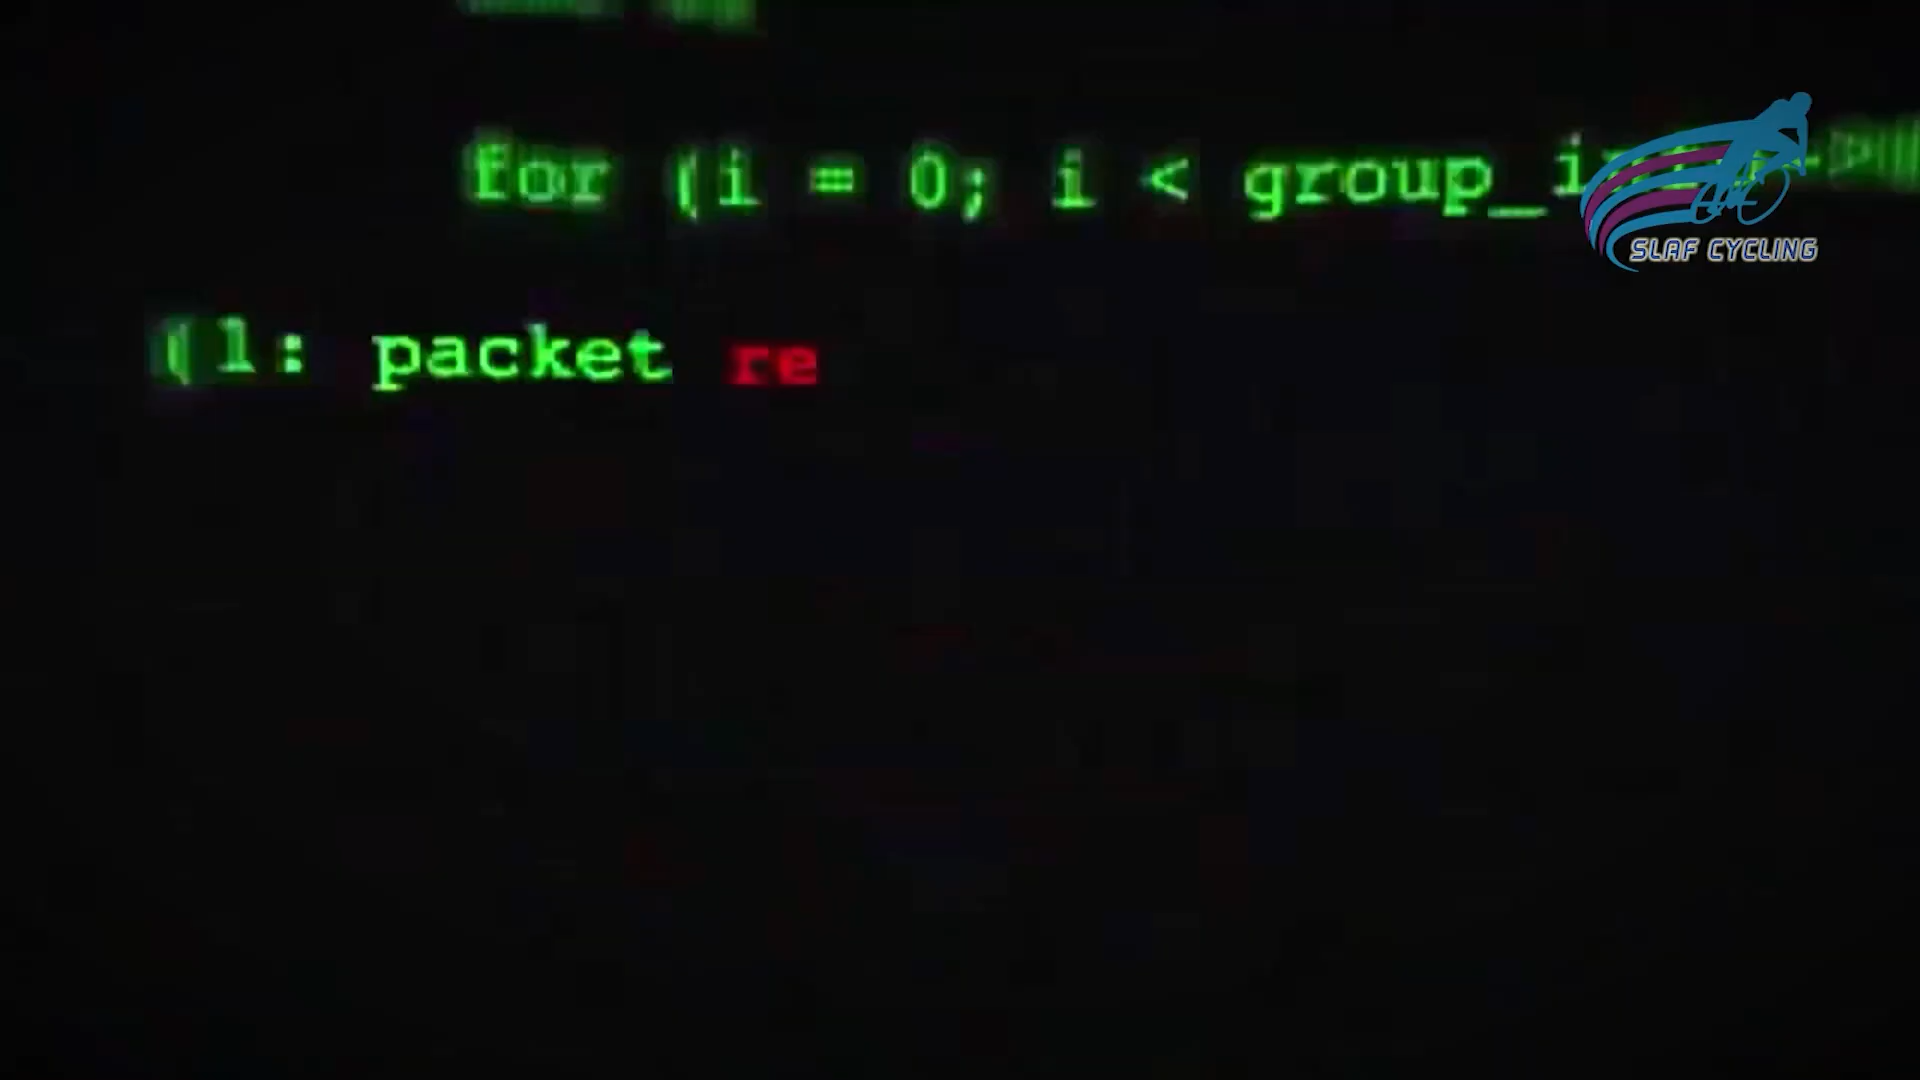 for (i = 0; i < group_i
SLAF CYCLING
(1: packet re